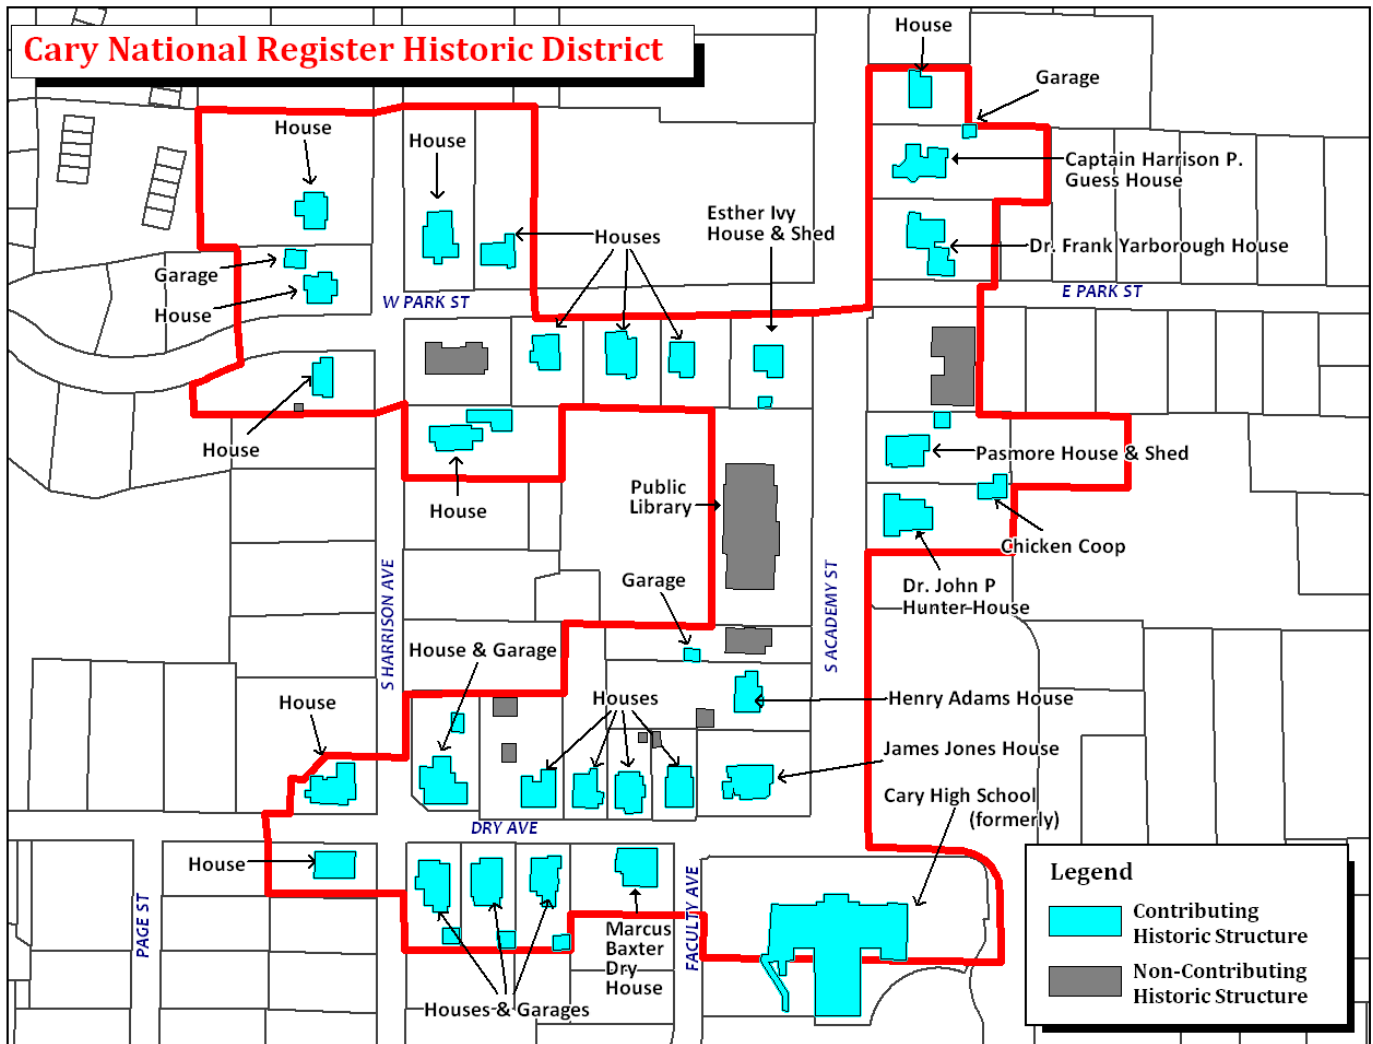 Cary National Register Historic District
House
Garage
House
House
Captain Harrison P.
Guess House
Esther Ivy
House & Shed
Houses
Dr. Frank Yarborough House
Garage
House
W PARK ST
E PARK ST
House
Pasmore House & Shed
House
Public
Library
Chicken Coop
S HARRISON AVE
S ACADEMY ST
Garage
Dr. John P
Hunter House
House & Garage
House
Houses
Henry Adams House
James Jones House
Cary High School
(formerly)
DRY AVE
House
PAGE ST
FACULTY AVE
Marcus
Baxter
Dry
House
Houses & Garages
Legend
Contributing
Historic Structure
Non-Contributing
Historic Structure